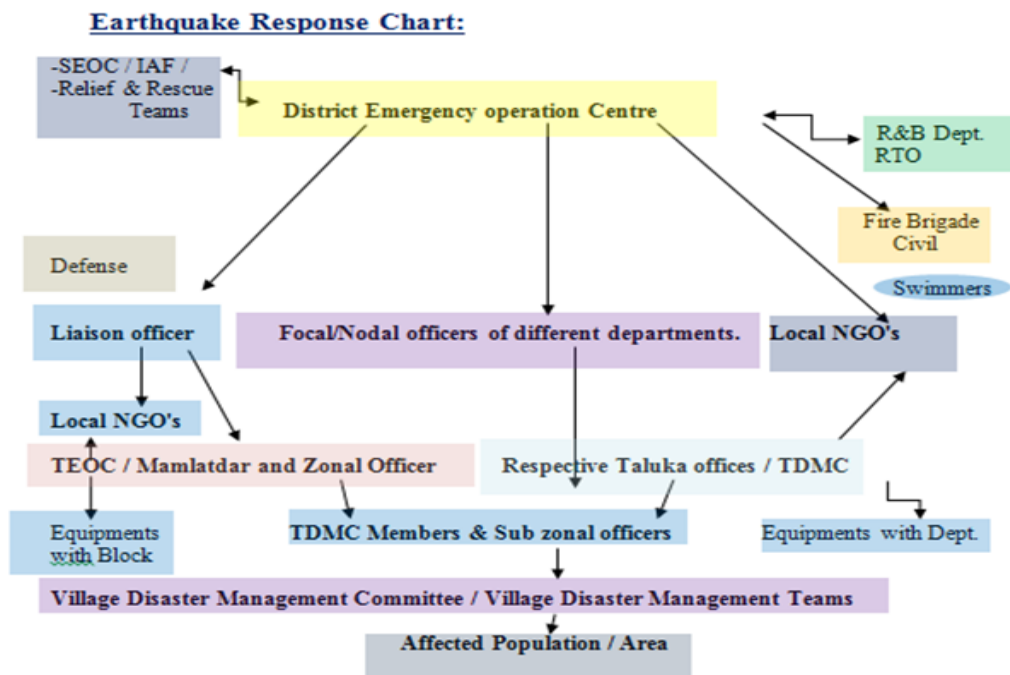 Earthquake Response Chart:
-SEOC / IAF /
-Relief & Rescue
Teams
District Emergency operation Centre
R&B Dept.
RTO
Fire Brigade
Civil
Defense
Swimmers
Liaison officer
Focal/Nodal officers of different departments.
Local NGO's
Local NGO's
TEOC / Mamlatdar and Zonal Officer
Respective Taluka offices / TDMC
Equipments
with Block
TDMC Members & Sub zonal officers
Equipments with Dept.
Village Disaster Management Committee / Village Disaster Management Teams
Affected Population / Area